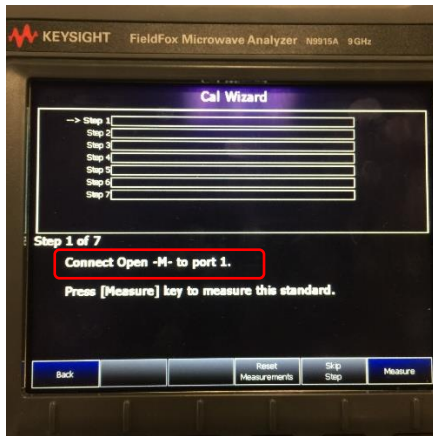 KEYSIGHT FieldFox Microwave Analyzer N9915A 9 GHz
Cal Wizard
--> Step 1
Step 2
Step 3
Step 4
Step 5
Step 6
Step 7
Step 1 of 7
Connect Open -M- to port 1.
Press [Measure] key to measure this standard.
Back
Reset Measurements
Skip Step
Measure